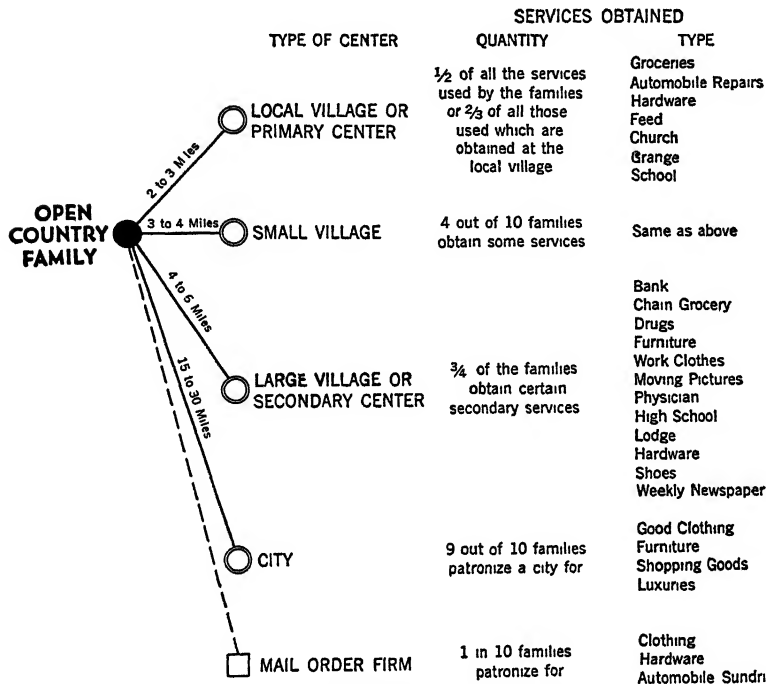 SERVICES OBTAINED
TYPE OF CENTER QUANTITY TYPE
OPEN
COUNTRY
FAMILY
2 to 3 Miles
LOCAL VILLAGE OR
PRIMARY CENTER
1/2 of all the services
used by the families
or 2/3 of all those
used which are
obtained at the
local village
Groceries
Automobile Repairs
Hardware
Feed
Church
Grange
School
3 to 4 Miles
SMALL VILLAGE
4 out of 10 families
obtain some services
Same as above
4 to 6 Miles
LARGE VILLAGE OR
SECONDARY CENTER
3/4 of the families
obtain certain
secondary services
Bank
Chain Grocery
Drugs
Furniture
Work Clothes
Moving Pictures
Physician
High School
Lodge
Hardware
Shoes
Weekly Newspaper
15 to 30 Miles
CITY
9 out of 10 families
patronize a city for
Good Clothing
Furniture
Shopping Goods
Luxuries
MAIL ORDER FIRM
1 in 10 families
patronize for
Clothing
Hardware
Automobile Sundri